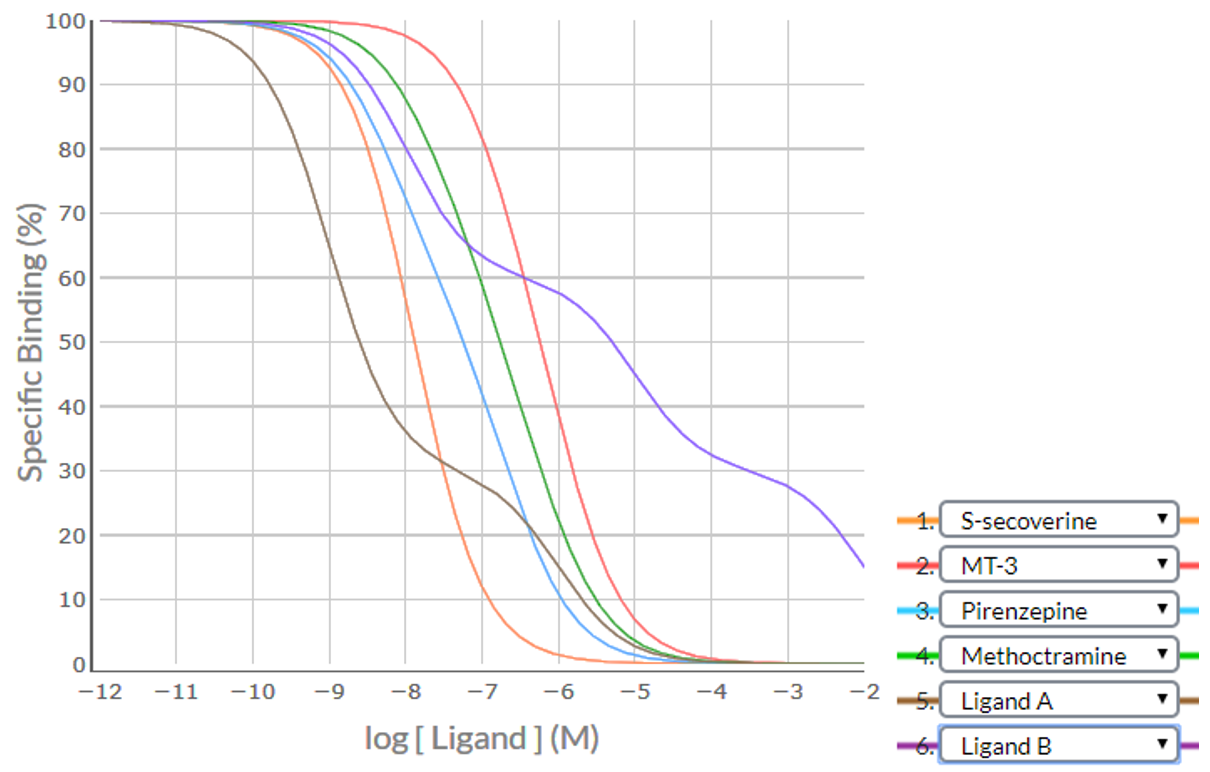 100
90
80
70
60
50
40
30
20
10
0
Specific Binding (%)
−12 −11 −10 −9 −8 −7 −6 −5 −4 −3 −2
log [ Ligand ] (M)
1. S-secoverine ▼
2. MT-3 ▼
3. Pirenzepine ▼
4. Methoctramine ▼
5. Ligand A ▼
6. Ligand B ▼